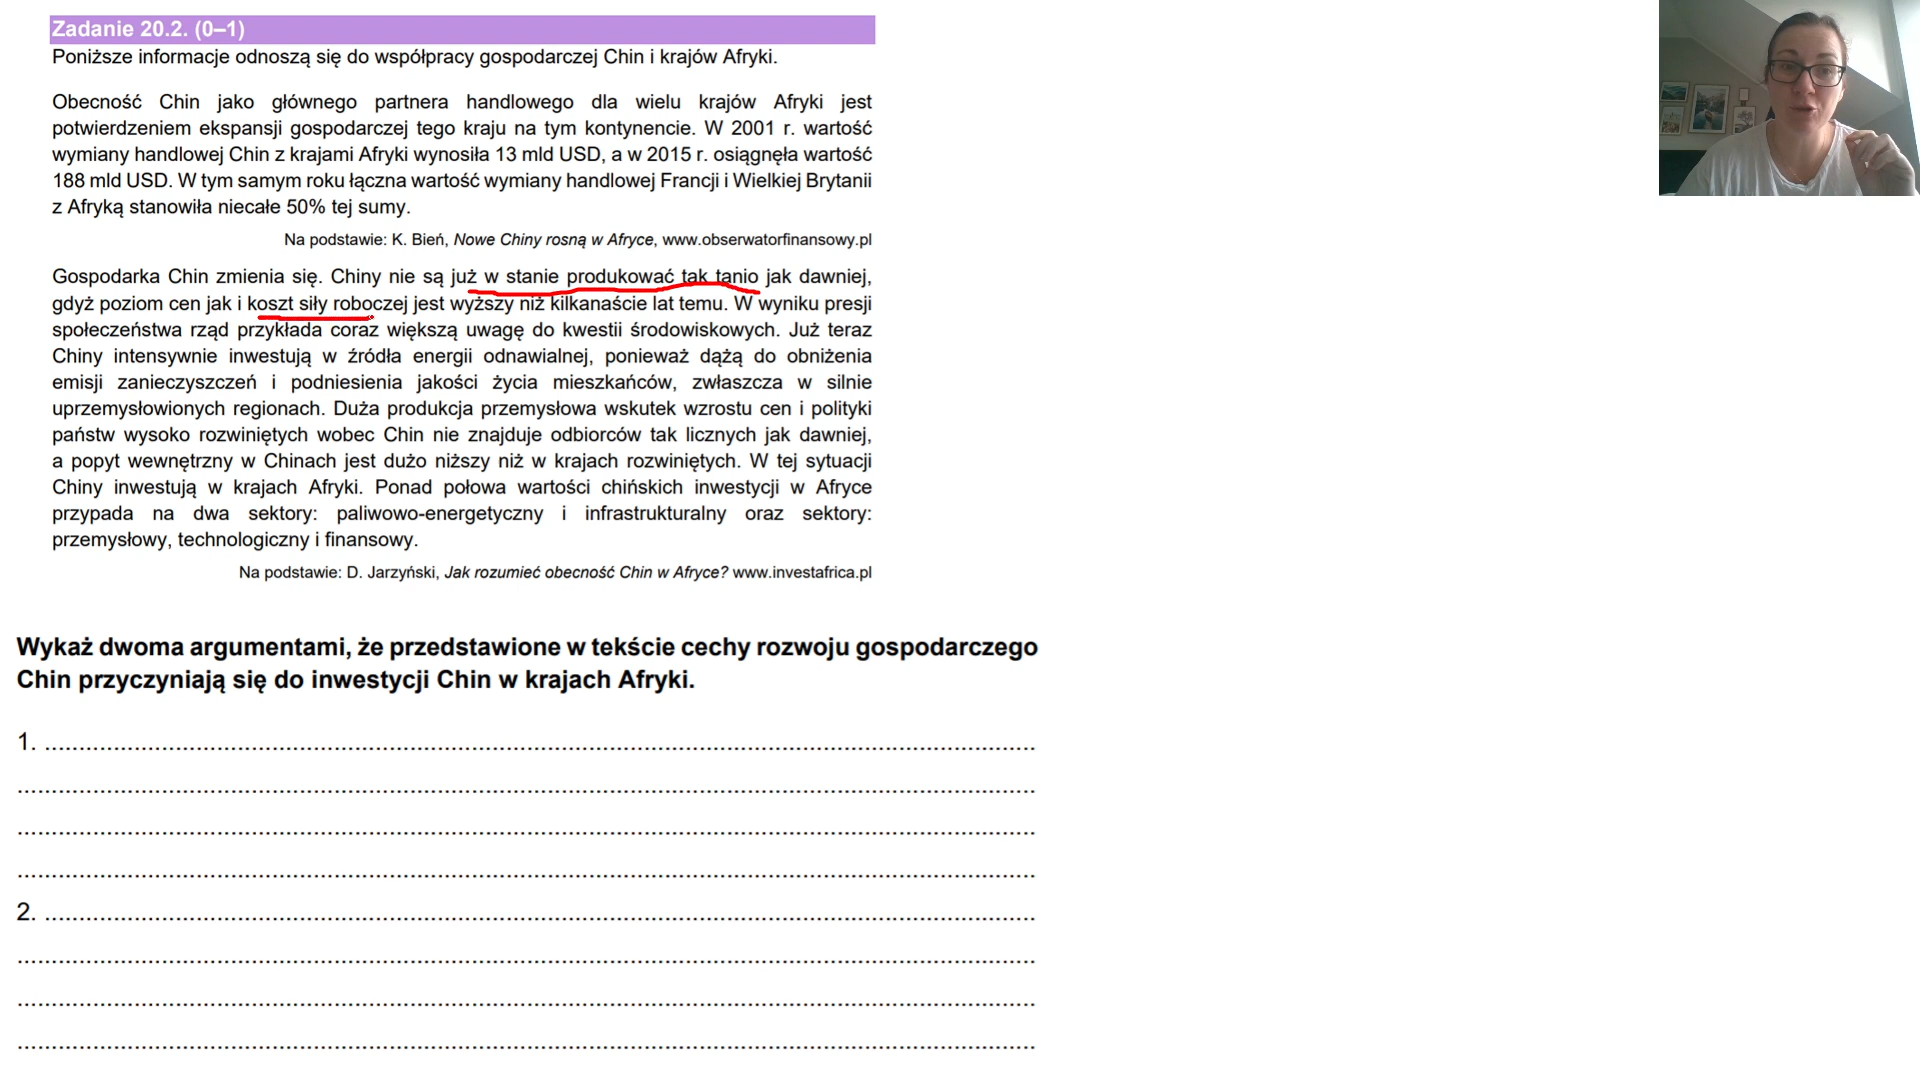 Zadanie 20.2. (0–1)
Poniższe informacje odnoszą się do współpracy gospodarczej Chin i krajów Afryki.
Obecność Chin jako głównego partnera handlowego dla wielu krajów Afryki jest
potwierdzeniem ekspansji gospodarczej tego kraju na tym kontynencie. W 2001 r. wartość
wymiany handlowej Chin z krajami Afryki wynosiła 13 mld USD, a w 2015 r. osiągnęła wartość
188 mld USD. W tym samym roku łączna wartość wymiany handlowej Francji i Wielkiej Brytanii
z Afryką stanowiła niecałe 50% tej sumy.
Na podstawie: K. Bień, Nowe Chiny rosną w Afryce, www.obserwatorfinansowy.pl
Gospodarka Chin zmienia się. Chiny nie są już w stanie produkować tak tanio jak dawniej,
gdyż poziom cen jak i koszt siły roboczej jest wyższy niż kilkanaście lat temu. W wyniku presji
społeczeństwa rząd przykłada coraz większą uwagę do kwestii środowiskowych. Już teraz
Chiny intensywnie inwestują w źródła energii odnawialnej, ponieważ dążą do obniżenia
emisji zanieczyszczeń i podniesienia jakości życia mieszkańców, zwłaszcza w silnie
uprzemysłowionych regionach. Duża produkcja przemysłowa wskutek wzrostu cen i polityki
państw wysoko rozwiniętych wobec Chin nie znajduje odbiorców tak licznych jak dawniej,
a popyt wewnętrzny w Chinach jest dużo niższy niż w krajach rozwiniętych. W tej sytuacji
Chiny inwestują w krajach Afryki. Ponad połowa wartości chińskich inwestycji w Afryce
przypada na dwa sektory: paliwowo-energetyczny i infrastrukturalny oraz sektory:
przemysłowy, technologiczny i finansowy.
Na podstawie: D. Jarzyński, Jak rozumieć obecność Chin w Afryce? www.investafrica.pl
Wykaż dwoma argumentami, że przedstawione w tekście cechy rozwoju gospodarczego
Chin przyczyniają się do inwestycji Chin w krajach Afryki.
1.
2.